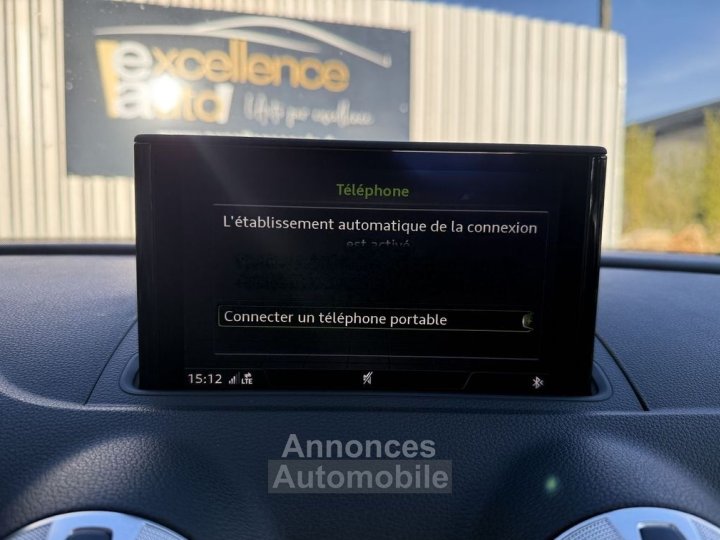 excellence
auto
Téléphone
L'établissement automatique de la connexion
est activé
Connecter un téléphone portable
15:12
LTE
Annonces
Automobile